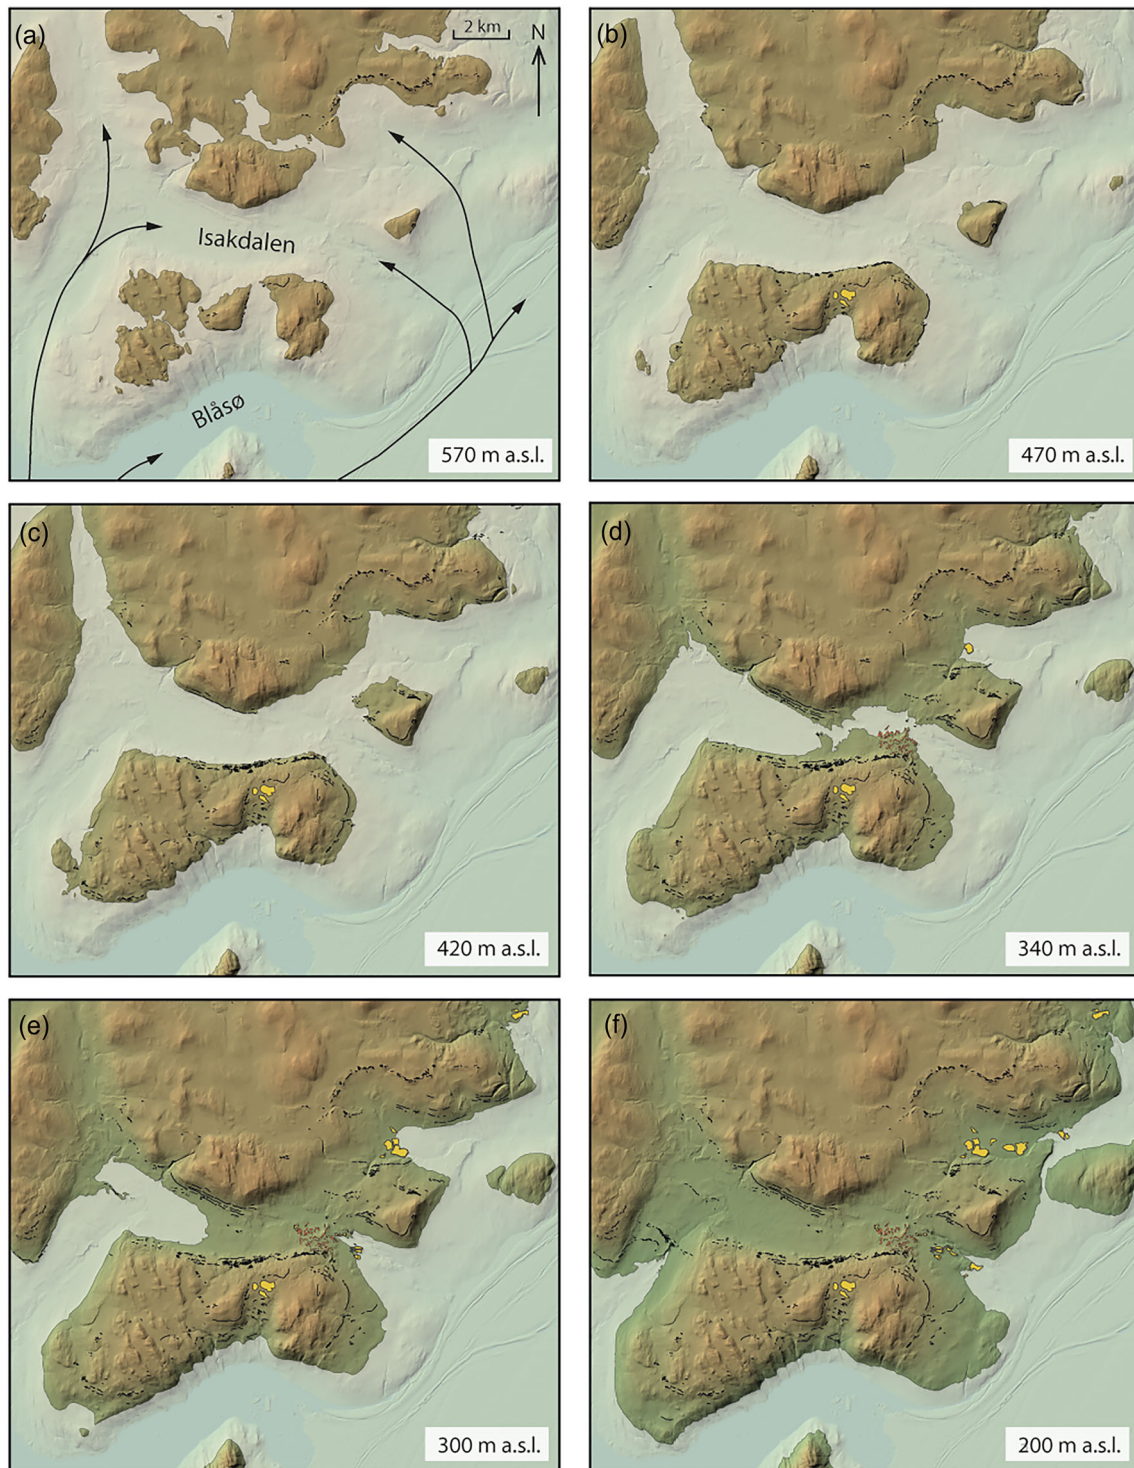 (a)
2 km
N
Isakdalen
Blåsø
570 m a.s.l.
(b)
470 m a.s.l.
(c)
420 m a.s.l.
(d)
340 m a.s.l.
(e)
300 m a.s.l.
(f)
200 m a.s.l.